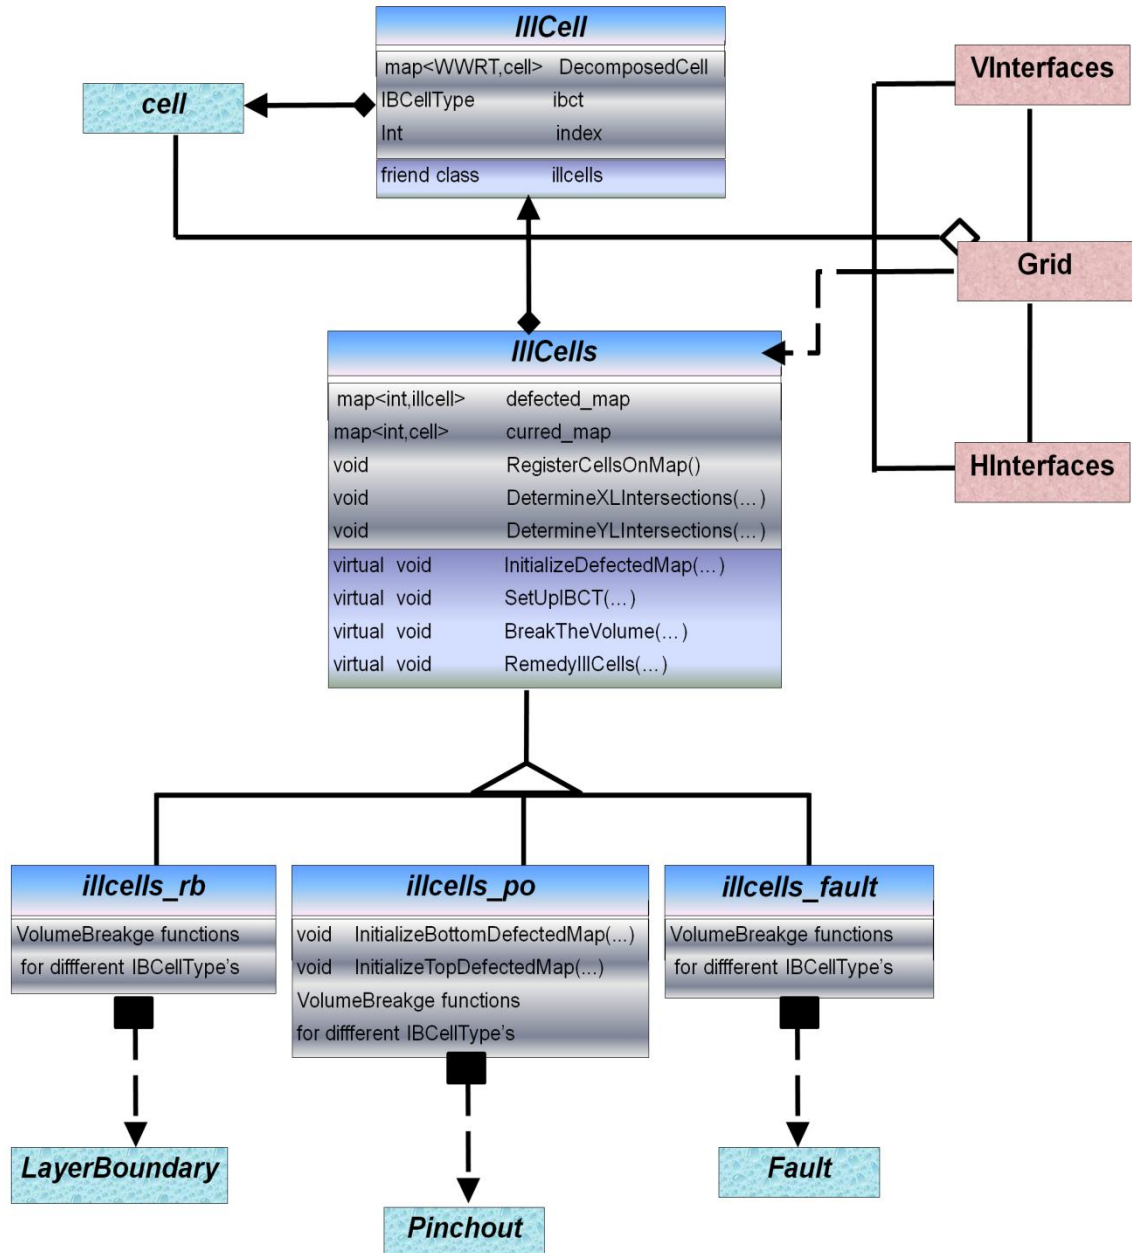 IllCell
map<WWRT,cell> DecomposedCell
IBCellType ibct
Int index
friend class illcells
cell
VInterfaces
Grid
HInterfaces
IllCells
map<int,illcell> defected_map
map<int,cell> curred_map
void RegisterCellsOnMap()
void DetermineXLIntersections(...)
void DetermineYLIntersections(...)
virtual void InitializeDefectedMap(...)
virtual void SetUpIBCT(...)
virtual void BreakTheVolume(...)
virtual void RemedyIllCells(...)
illcells_rb
VolumeBreakge functions
for diffferent IBCellType's
illcells_po
void InitializeBottomDefectedMap(...)
void InitializeTopDefectedMap(...)
VolumeBreakge functions
for diffferent IBCellType's
illcells_fault
VolumeBreakge functions
for diffferent IBCellType's
LayerBoundary
Pinchout
Fault